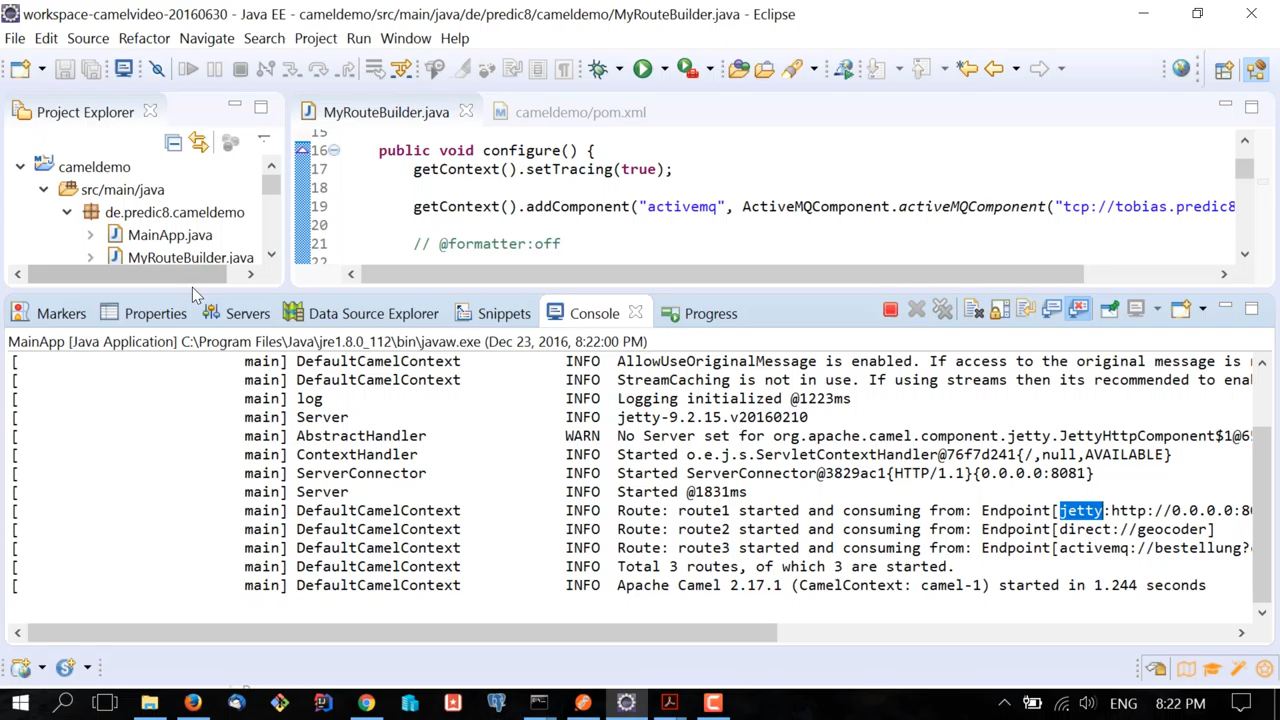 workspace-camelvideo-20160630 - Java EE - cameldemo/src/main/java/de/predic8/cameldemo/MyRouteBuilder.java - Eclipse
File Edit Source Refactor Navigate Search Project Run Window Help
Project Explorer
MyRouteBuilder.java
cameldemo/pom.xml
cameldemo
src/main/java
de.predic8.cameldemo
MainApp.java
MyRouteBuilder.java
15
16 public void configure() {
17 getContext().setTracing(true);
18
19 getContext().addComponent("activemq", ActiveMQComponent.activeMQComponent("tcp://tobias.predic8
20
21 // @formatter:off
22
Markers Properties Servers Data Source Explorer Snippets Console Progress
MainApp [Java Application] C:\Program Files\Java\jre1.8.0_112\bin\javaw.exe (Dec 23, 2016, 8:22:00 PM)
[ main] DefaultCamelContext INFO AllowUseOriginalMessage is enabled. If access to the original message is
[ main] DefaultCamelContext INFO StreamCaching is not in use. If using streams then its recommended to ena
[ main] log INFO Logging initialized @1223ms
[ main] Server INFO jetty-9.2.15.v20160210
[ main] AbstractHandler WARN No Server set for org.apache.camel.component.jetty.JettyHttpComponent$1@6
[ main] ContextHandler INFO Started o.e.j.s.ServletContextHandler@76f7d241{/,null,AVAILABLE}
[ main] ServerConnector INFO Started ServerConnector@3829ac1{HTTP/1.1}{0.0.0.0:8081}
[ main] Server INFO Started @1831ms
[ main] DefaultCamelContext INFO Route: route1 started and consuming from: Endpoint[jetty:http://0.0.0.0:8
[ main] DefaultCamelContext INFO Route: route2 started and consuming from: Endpoint[direct://geocoder]
[ main] DefaultCamelContext INFO Route: route3 started and consuming from: Endpoint[activemq://bestellung?
[ main] DefaultCamelContext INFO Total 3 routes, of which 3 are started.
[ main] DefaultCamelContext INFO Apache Camel 2.17.1 (CamelContext: camel-1) started in 1.244 seconds
ENG 8:22 PM